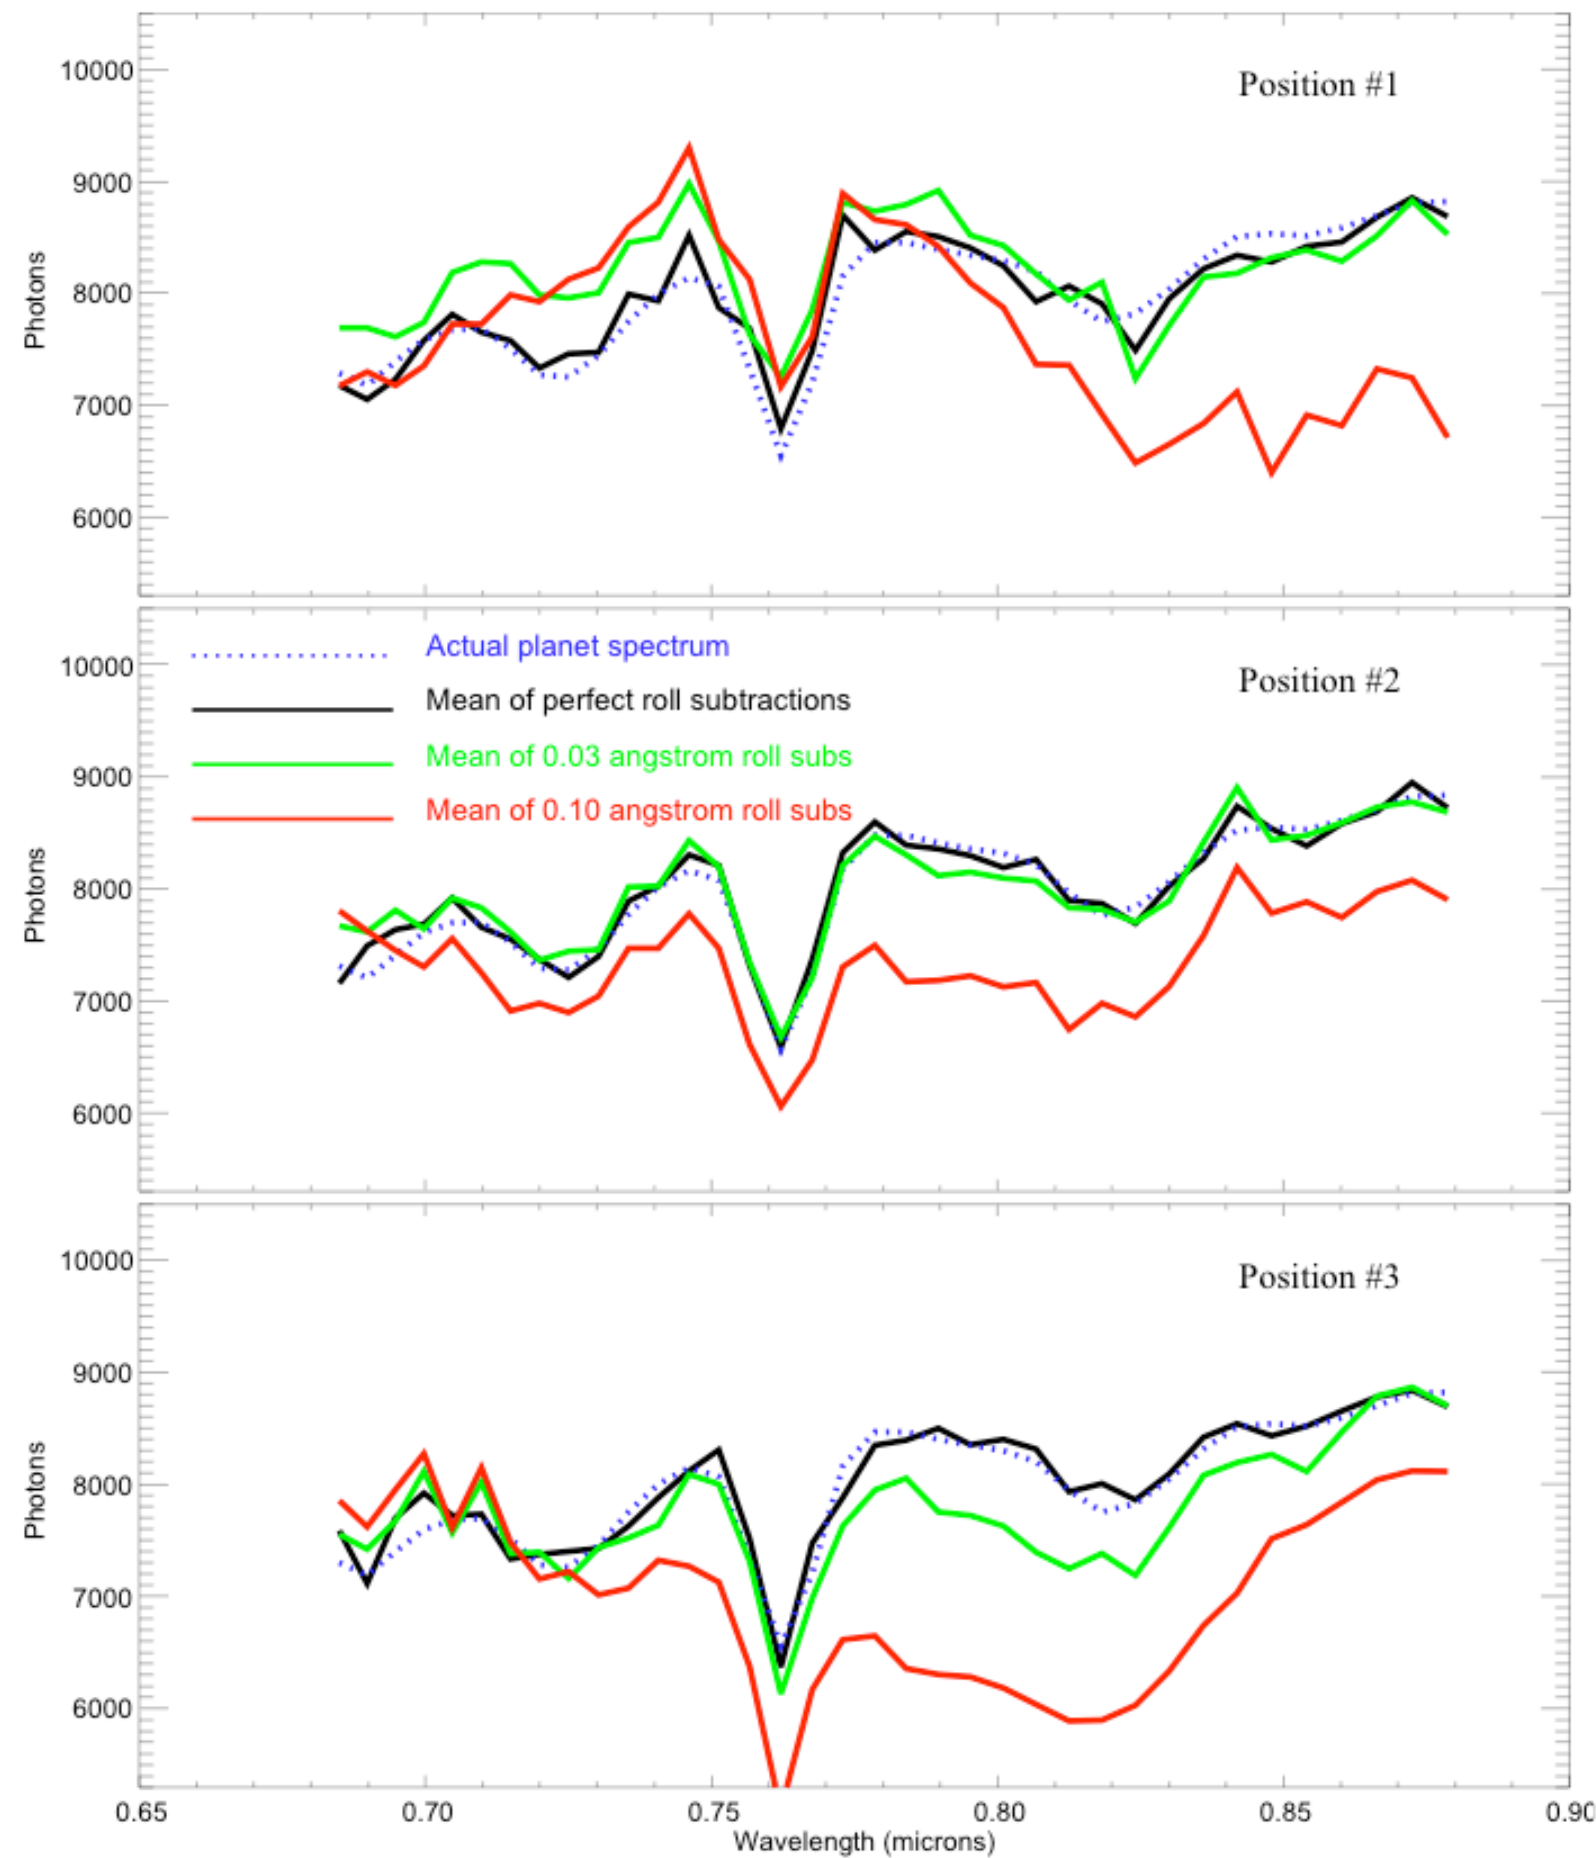 10000
Position #1
9000
8000
Photons
7000
6000
Actual planet spectrum
10000
Position #2
Mean of perfect roll subtractions
9000
Mean of 0.03 angstrom roll subs
Mean of 0.10 angstrom roll subs
8000
Photons
7000
6000
10000
Position #3
9000
8000
Photons
7000
6000
0.65 0.70 0.75 0.80 0.85 0.90
Wavelength (microns)